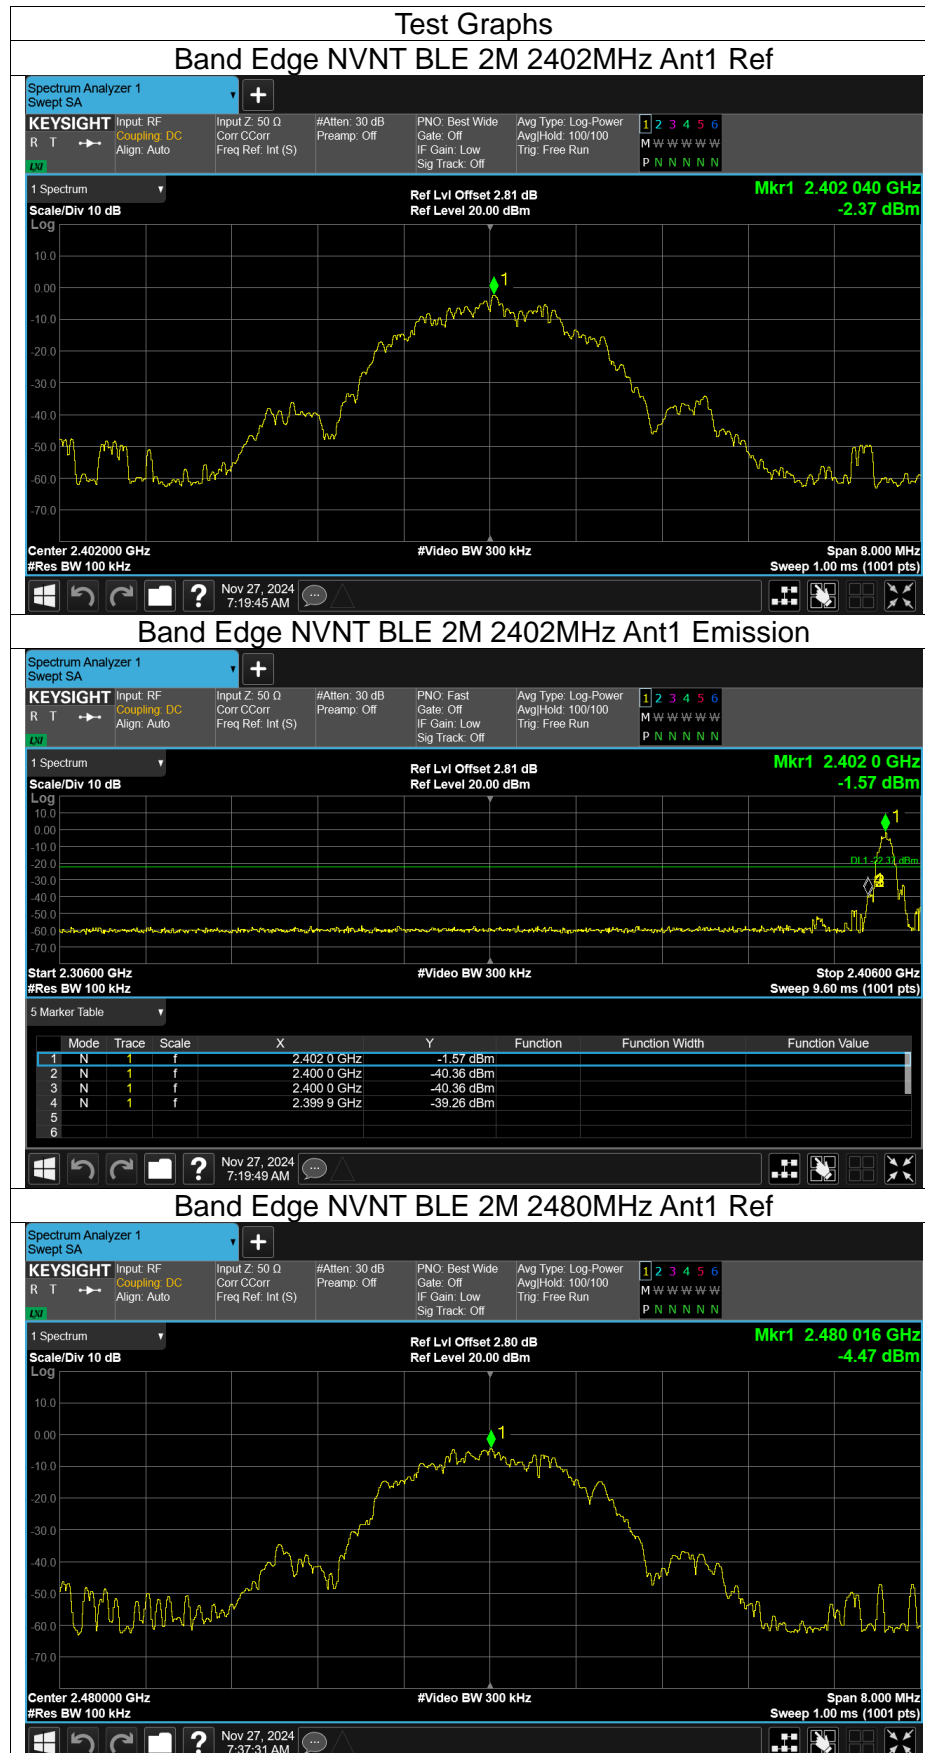 Test Graphs
Band Edge NVNT BLE 2M 2402MHz Ant1 Ref
Spectrum Analyzer 1
Swept SA
KEYSIGHT Input: RF Input Z: 50 Ω #Atten: 30 dB PNO: Best Wide Avg Type: Log-Power 1 2 3 4 5 6
R T Coupling: DC Corr CCorr Preamp: Off Gate: Off Avg|Hold: 100/100 M W W W W W
Align: Auto Freq Ref: Int (S) IF Gain: Low Trig: Free Run
LXI Sig Track: Off P N N N N N
1 Spectrum Ref Lvl Offset 2.81 dB Mkr1 2.402 040 GHz
Scale/Div 10 dB Ref Level 20.00 dBm -2.37 dBm
Log
10.0
1
0.00
-10.0
-20.0
-30.0
-40.0
-50.0
-60.0
-70.0
Center 2.402000 GHz #Video BW 300 kHz Span 8.000 MHz
#Res BW 100 kHz Sweep 1.00 ms (1001 pts)
? Nov 27, 2024
7:19:45 AM
Band Edge NVNT BLE 2M 2402MHz Ant1 Emission
Spectrum Analyzer 1
Swept SA
KEYSIGHT Input: RF Input Z: 50 Ω #Atten: 30 dB PNO: Fast Avg Type: Log-Power 1 2 3 4 5 6
R T Coupling: DC Corr CCorr Preamp: Off Gate: Off Avg|Hold: 100/100 M W W W W W
Align: Auto Freq Ref: Int (S) IF Gain: Low Trig: Free Run
LXI Sig Track: Off P N N N N N
1 Spectrum Ref Lvl Offset 2.81 dB Mkr1 2.402 0 GHz
Scale/Div 10 dB Ref Level 20.00 dBm -1.57 dBm
Log
10.0 1
0.00
-10.0
-20.0 DL1 -22.37 dBm
-30.0
-40.0
-50.0
-60.0
-70.0
Start 2.30600 GHz #Video BW 300 kHz Stop 2.40600 GHz
#Res BW 100 kHz Sweep 9.60 ms (1001 pts)
5 Marker Table
Mode Trace Scale X Y Function Function Width Function Value
1 N 1 f 2.402 0 GHz -1.57 dBm
2 N 1 f 2.400 0 GHz -40.36 dBm
3 N 1 f 2.400 0 GHz -40.36 dBm
4 N 1 f 2.399 9 GHz -39.26 dBm
5
6
? Nov 27, 2024
7:19:49 AM
Band Edge NVNT BLE 2M 2480MHz Ant1 Ref
Spectrum Analyzer 1
Swept SA
KEYSIGHT Input: RF Input Z: 50 Ω #Atten: 30 dB PNO: Best Wide Avg Type: Log-Power 1 2 3 4 5 6
R T Coupling: DC Corr CCorr Preamp: Off Gate: Off Avg|Hold: 100/100 M W W W W W
Align: Auto Freq Ref: Int (S) IF Gain: Low Trig: Free Run
LXI Sig Track: Off P N N N N N
1 Spectrum Ref Lvl Offset 2.80 dB Mkr1 2.480 016 GHz
Scale/Div 10 dB Ref Level 20.00 dBm -4.47 dBm
Log
10.0
0.00 1
-10.0
-20.0
-30.0
-40.0
-50.0
-60.0
-70.0
Center 2.480000 GHz #Video BW 300 kHz Span 8.000 MHz
#Res BW 100 kHz Sweep 1.00 ms (1001 pts)
? Nov 27, 2024
7:37:31 AM